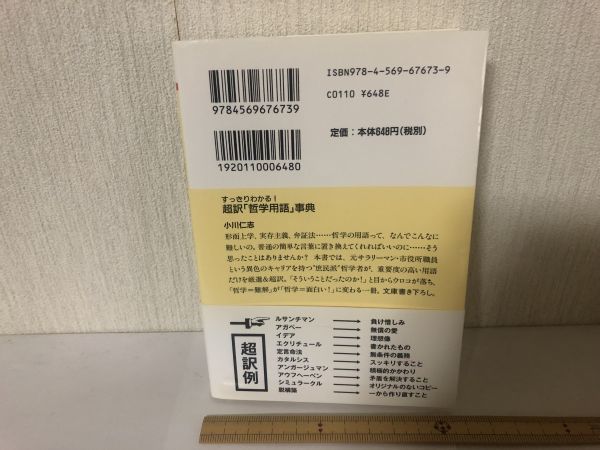 ISBN978-4-569-67673-9
C0110 ¥648E
定価：本体648円(税別)
9784569676739
1920110006480
すっきりわかる！
超訳「哲学用語」事典
小川仁志
形而上学、実存主義、弁証法……哲学の用語って、なんでこんなに
難しいの。普通の簡単な言葉に置き換えてくれればいいのに……そう
思ったことはありませんか？ 本書では、元サラリーマン・市役所職員
という異色のキャリアを持つ“庶民派”哲学者が、重要度の高い用語
だけを厳選＆超訳。「そういうことだったのか！」と目からウロコが落ち、
「哲学＝難解」が「哲学＝面白い！」に変わる一冊。文庫書き下ろし。
超訳例
ルサンチマン → 負け惜しみ
アガペー → 無償の愛
イデア → 理想像
エクリチュール → 書かれたもの
定言命法 → 無条件の義務
カタルシス → スッキリすること
アンガージュマン → 積極的かかわり
アウフヘーベン → 矛盾を解決すること
シミュラークル → オリジナルのないコピー
脱構築 → 一から作り直すこと